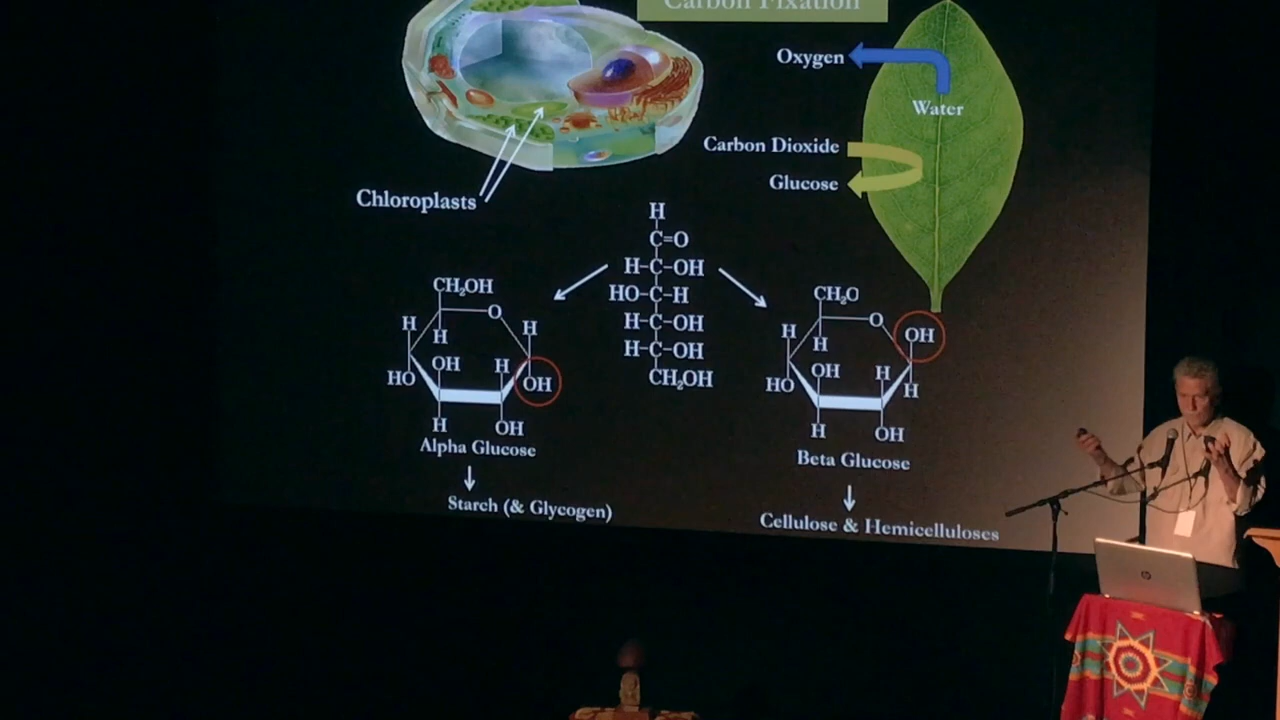 Carbon Fixation
Oxygen
Water
Carbon Dioxide
Glucose
Chloroplasts
H
C=O
H-C-OH
HO-C-H
H-C-OH
H-C-OH
CH₂OH
CH₂OH
O
H
H
H
OH
H
HO
OH
H
OH
Alpha Glucose
Starch (& Glycogen)
CH₂O
O
OH
H
H
OH
H
HO
H
H
OH
Beta Glucose
Cellulose & Hemicelluloses
hp